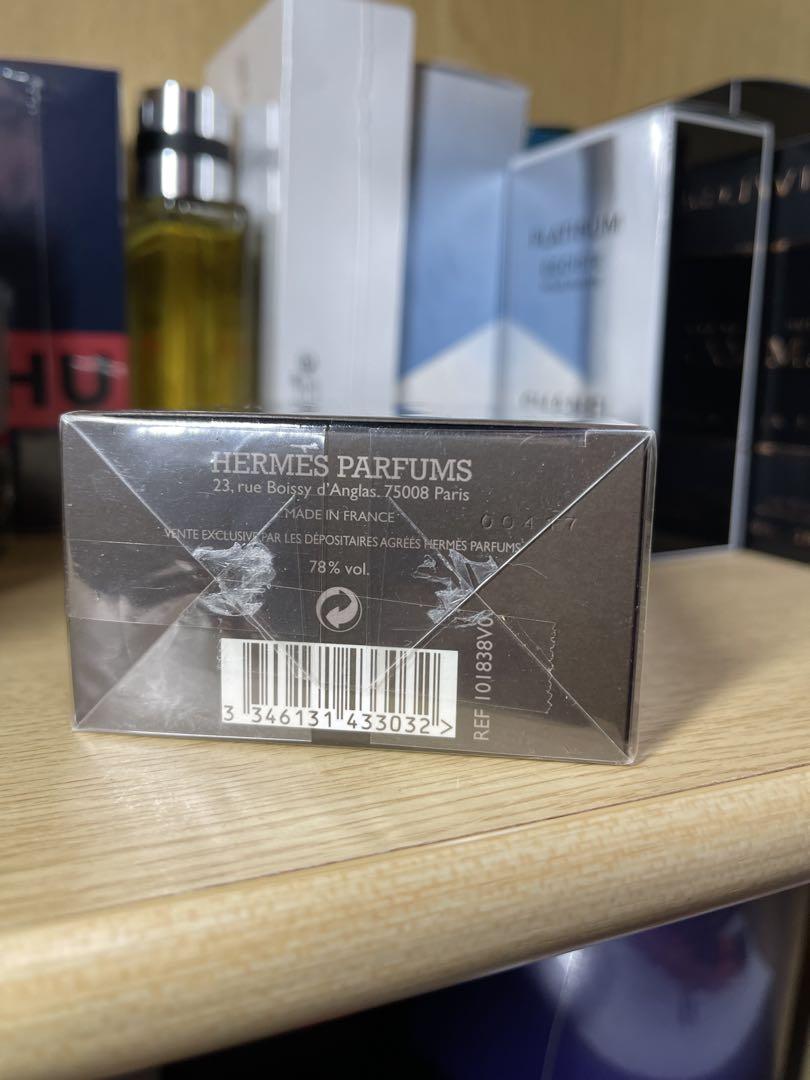 HU
PLATINUM
CHANEL
HERMÈS PARFUMS
23, rue Boissy d'Anglas. 75008 Paris
MADE IN FRANCE
VENTE EXCLUSIVE PAR LES DÉPOSITAIRES AGRÉÉS HERMÈS PARFUMS
78% vol.
3 346131 433032 >
REF 101838V0